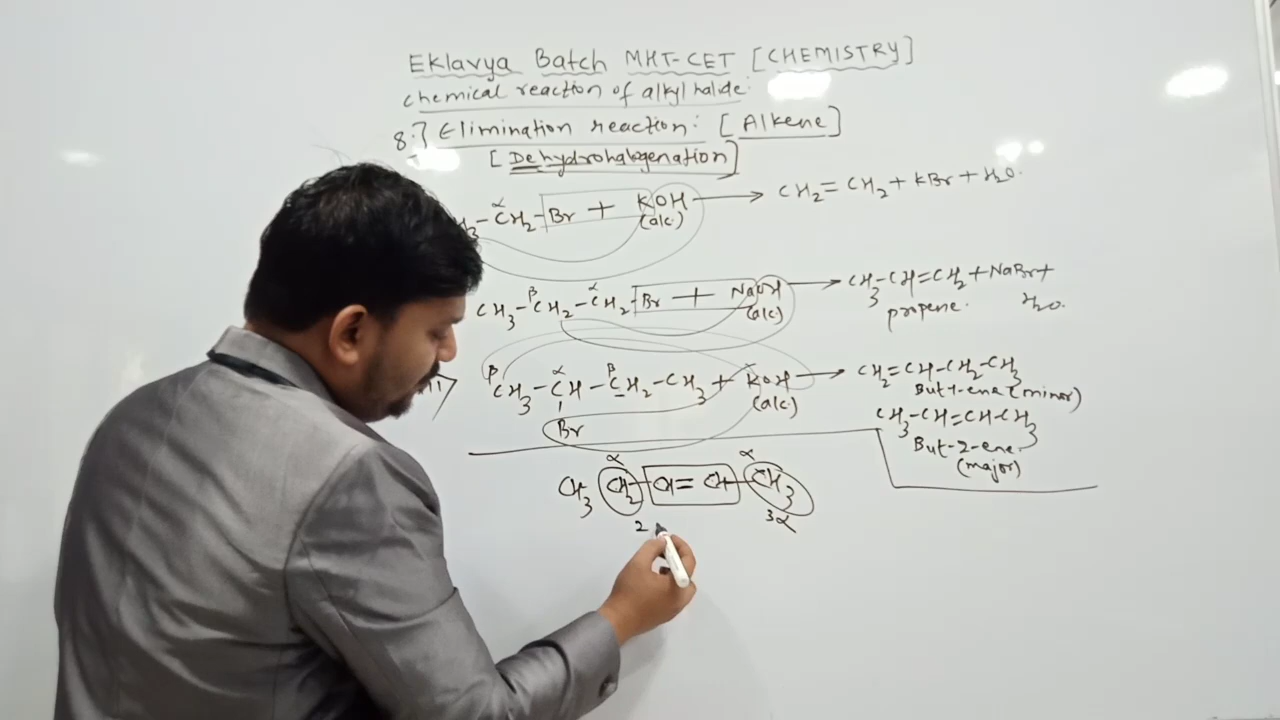 Eklavya Batch MHT-CET [CHEMISTRY]
chemical reaction of alkyl halide:
8.7 Elimination reaction: [Alkene]
[Dehydrohalogenation]
α
H₃-CH₂-Br + KOH → CH₂=CH₂+KBr+H₂O.
(alc.)
β α
CH₃-CH₂-CH₂-Br + NaOH → CH₃-CH=CH₂+NaBr+
(alc) propene. H₂O.
β α β
CH₃-CH-CH₂-CH₃+KOH → CH₂=CH-CH₂-CH₃
(alc) But-1-ene (minor)
Br
CH₃-CH=CH-CH₃
But-2-ene
(major)
α α
CH₃ CH₂-CH=CH-CH₃
2 3α